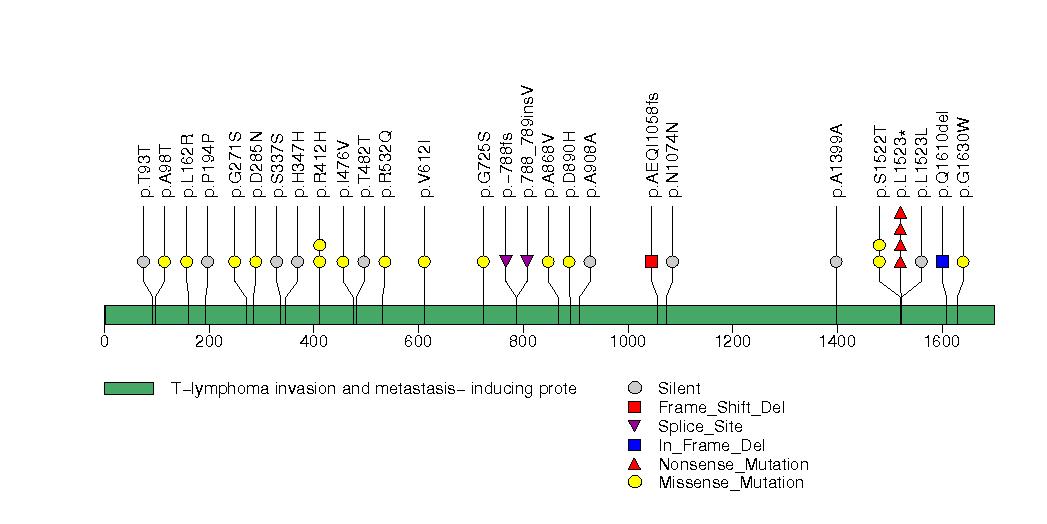 p.T93T
p.A98T
p.L162R
p.P194P
p.G271S
p.D285N
p.S337S
p.H347H
p.R412H
p.I476V
p.T482T
p.R532Q
p.V612I
p.G725S
p.-788fs
p.788_789insV
p.A868V
p.D890H
p.A908A
p.AEQI1058fs
p.N1074N
p.A1399A
p.S1522T
p.L1523*
p.L1523L
p.Q1610del
p.G1630W
0 200 400 600 800 1000 1200 1400 1600
T-lymphoma invasion and metastasis- inducing prote
Silent
Frame_Shift_Del
Splice_Site
In_Frame_Del
Nonsense_Mutation
Missense_Mutation